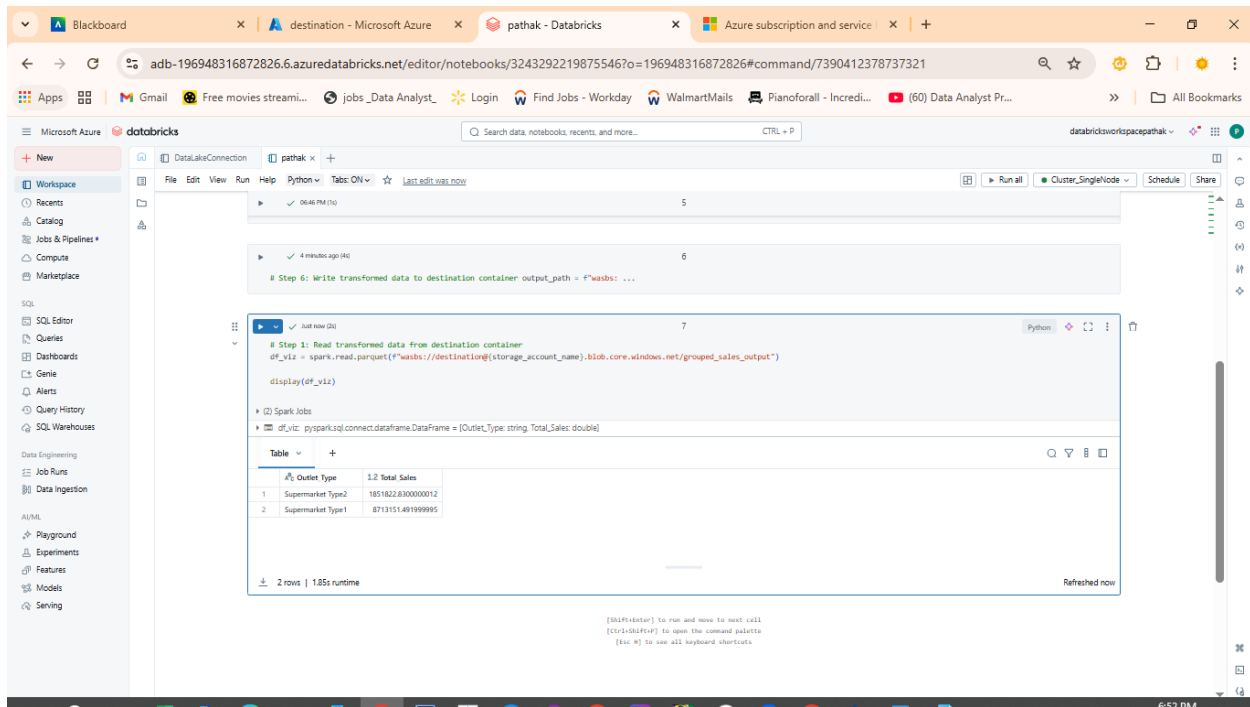 Blackboard
destination - Microsoft Azure
pathak - Databricks
Azure subscription and service
adb-196948316872826.6.azuredatabricks.net/editor/notebooks/3243292219875546?o=196948316872826#command/7390412378737321
Apps
Gmail
Free movies streami...
jobs _Data Analyst_
Login
Find Jobs - Workday
WalmartMails
Pianoforall - Incredi...
(60) Data Analyst Pr...
All Bookmarks
Microsoft Azure
databricks
Search data, notebooks, recents, and more...
CTRL + P
databricksworkspacepathak
P
New
DataLakeConnection
pathak
Workspace
File Edit View Run Help Python Tabs: ON Last edit was now
Run all
Cluster_SingleNode
Schedule
Share
Recents
Catalog
Jobs & Pipelines
Compute
Marketplace
SQL
SQL Editor
Queries
Dashboards
Genie
Alerts
Query History
SQL Warehouses
Data Engineering
Job Runs
Data Ingestion
AI/ML
Playground
Experiments
Features
Models
Serving
06:46 PM (1s)
5
4 minutes ago (4s)
6
# Step 6: Write transformed data to destination container output_path = f"wasbs: ...
Just now (2s)
7
Python
# Step 1: Read transformed data from destination container
df_viz = spark.read.parquet(f"wasbs://destination@{storage_account_name}.blob.core.windows.net/grouped_sales_output")
display(df_viz)
(2) Spark Jobs
df_viz: pyspark.sql.connect.dataframe.DataFrame = [Outlet_Type: string, Total_Sales: double]
Table
Outlet_Type 1.2 Total_Sales
1 Supermarket Type2 1851822.8300000012
2 Supermarket Type1 8713151.491999995
2 rows | 1.85s runtime
Refreshed now
[Shift+Enter] to run and move to next cell
[Ctrl+Shift+P] to open the command palette
[Esc H] to see all keyboard shortcuts
6:52 PM